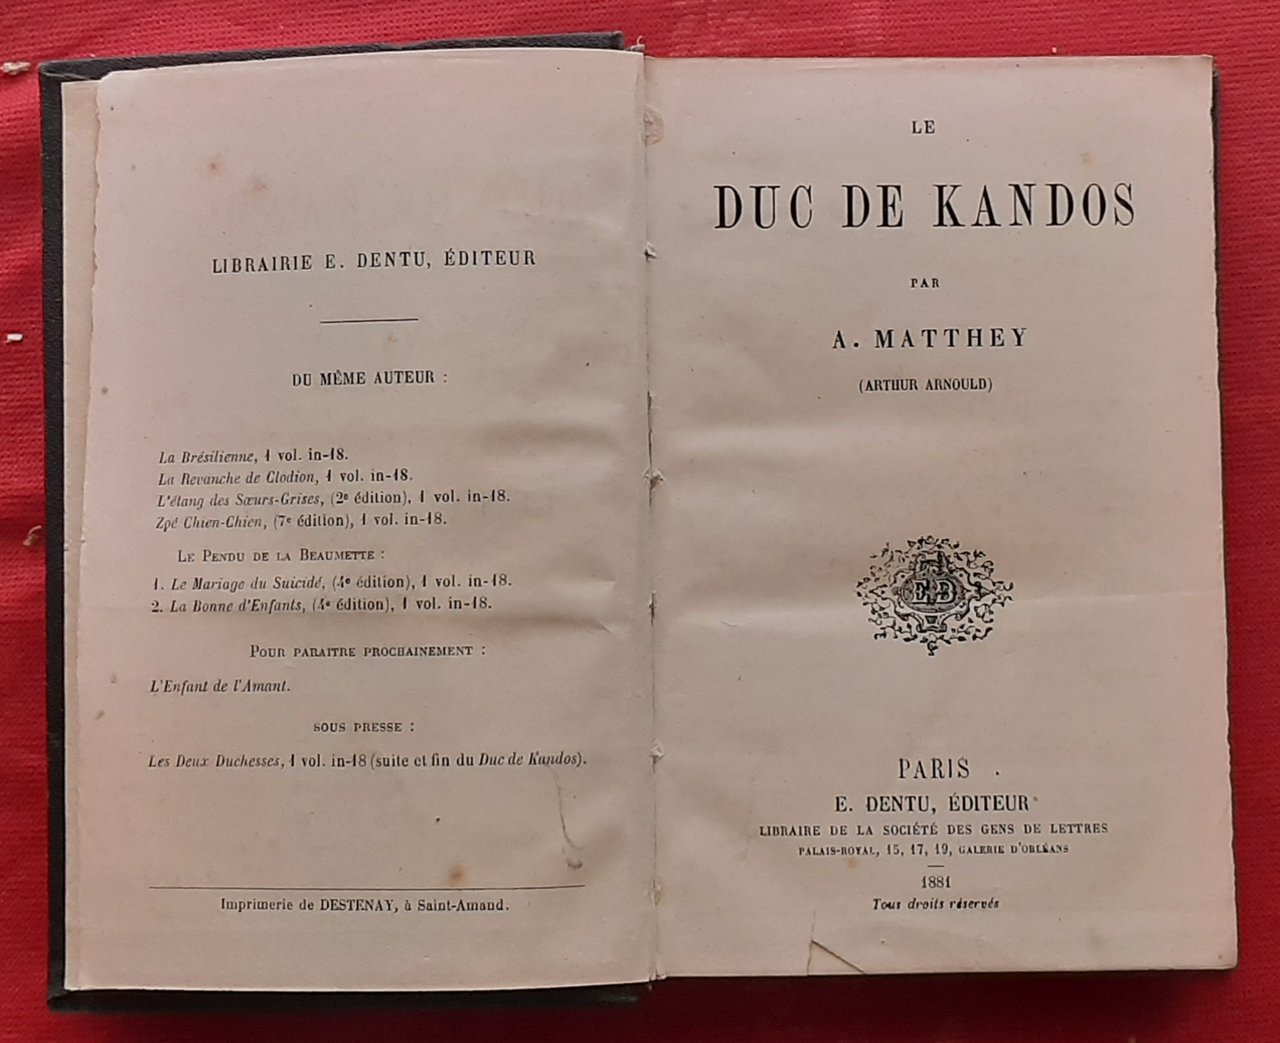 LIBRAIRIE E. DENTU, ÉDITEUR
DU MÊME AUTEUR :
La Brésilienne, 1 vol. in-18.
La Revanche de Clodion, 1 vol. in-18.
L'étang des Sœurs-Grises, (2e édition), 1 vol. in-18.
Zpé Chien-Chien, (7e édition), 1 vol. in-18.
LE PENDU DE LA BEAUMETTE :
1. Le Mariage du Suicidé, (4e édition), 1 vol. in-18.
2. La Bonne d'Enfants, (4e édition), 1 vol. in-18.
POUR PARAITRE PROCHAINEMENT :
L'Enfant de l'Amant.
SOUS PRESSE :
Les Deux Duchesses, 1 vol. in-18 (suite et fin du Duc de Kandos).
Imprimerie de DESTENAY, à Saint-Amand.
LE
DUC DE KANDOS
PAR
A. MATTHEY
(ARTHUR ARNOULD)
PARIS
E. DENTU, ÉDITEUR
LIBRAIRE DE LA SOCIÉTÉ DES GENS DE LETTRES
PALAIS-ROYAL, 15, 17, 19, GALERIE D'ORLÉANS
1881
Tous droits réservés